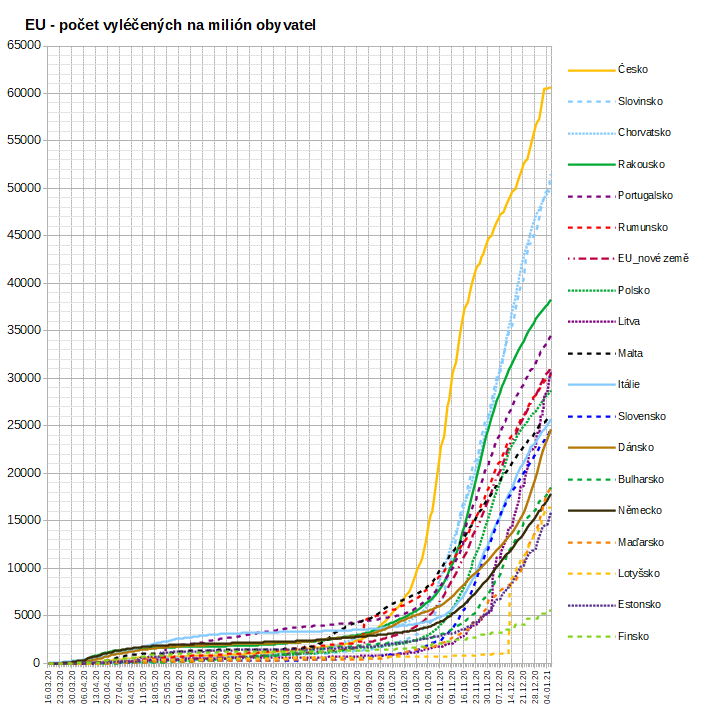 EU - počet vyléčených na milión obyvatel
65000
60000
55000
50000
45000
40000
35000
30000
25000
20000
15000
10000
5000
0
16.03.20
23.03.20
30.03.20
06.04.20
13.04.20
20.04.20
27.04.20
04.05.20
11.05.20
18.05.20
25.05.20
01.06.20
08.06.20
15.06.20
22.06.20
29.06.20
06.07.20
13.07.20
20.07.20
27.07.20
03.08.20
10.08.20
17.08.20
24.08.20
31.08.20
07.09.20
14.09.20
21.09.20
28.09.20
05.10.20
12.10.20
19.10.20
26.10.20
02.11.20
09.11.20
16.11.20
23.11.20
30.11.20
07.12.20
14.12.20
21.12.20
28.12.20
04.01.21
Česko
Slovinsko
Chorvatsko
Rakousko
Portugalsko
Rumunsko
EU_nové země
Polsko
Litva
Malta
Itálie
Slovensko
Dánsko
Bulharsko
Německo
Maďarsko
Lotyšsko
Estonsko
Finsko